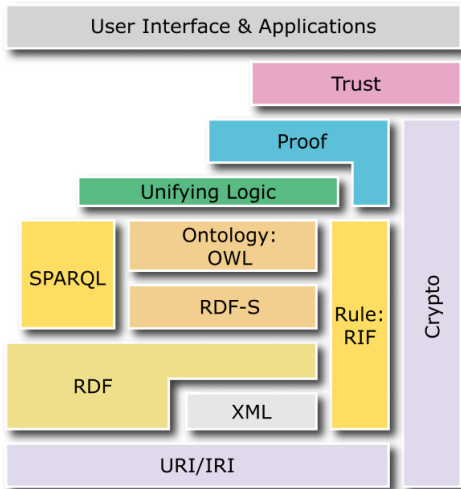 User Interface & Applications
Trust
Proof
Unifying Logic
Ontology:
OWL
SPARQL
RDF-S
Rule:
RIF
Crypto
RDF
XML
URI/IRI